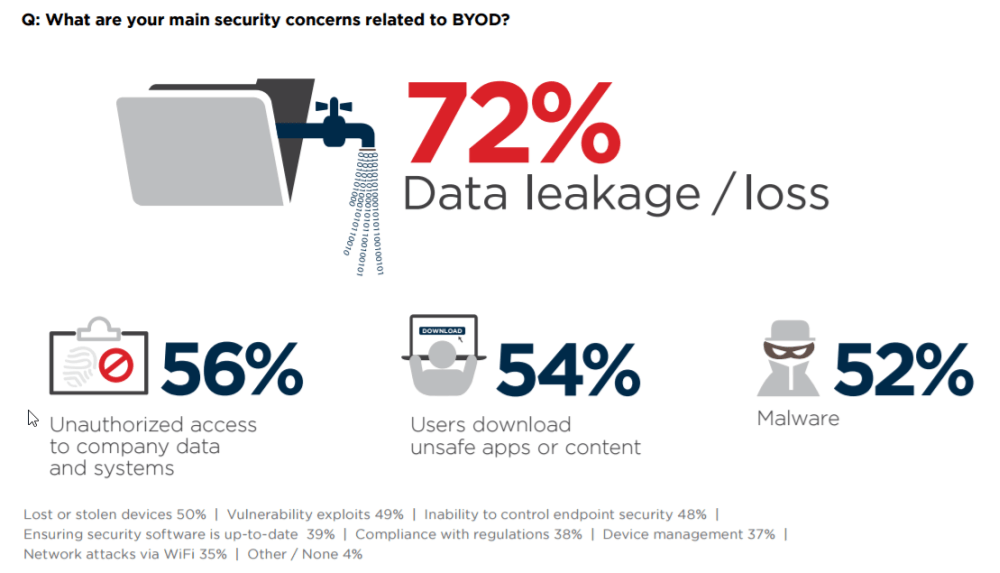 Q: What are your main security concerns related to BYOD?
72%
Data leakage / loss
56%
Unauthorized access
to company data
and systems
DOWNLOAD
54%
Users download
unsafe apps or content
52%
Malware
Lost or stolen devices 50% | Vulnerability exploits 49% | Inability to control endpoint security 48% |
Ensuring security software is up-to-date 39% | Compliance with regulations 38% | Device management 37% |
Network attacks via WiFi 35% | Other / None 4%